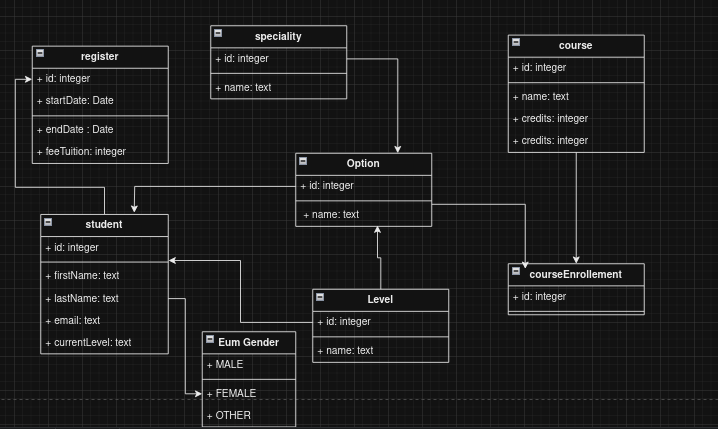 register
+ id: integer
+ startDate: Date
+ endDate : Date
+ feeTuition: integer
speciality
+ id: integer
+ name: text
course
+ id: integer
+ name: text
+ credits: integer
+ credits: integer
Option
+ id: integer
+ name: text
student
+ id: integer
+ firstName: text
+ lastName: text
+ email: text
+ currentLevel: text
courseEnrollement
+ id: integer
Level
+ id: integer
+ name: text
Eum Gender
+ MALE
+ FEMALE
+ OTHER